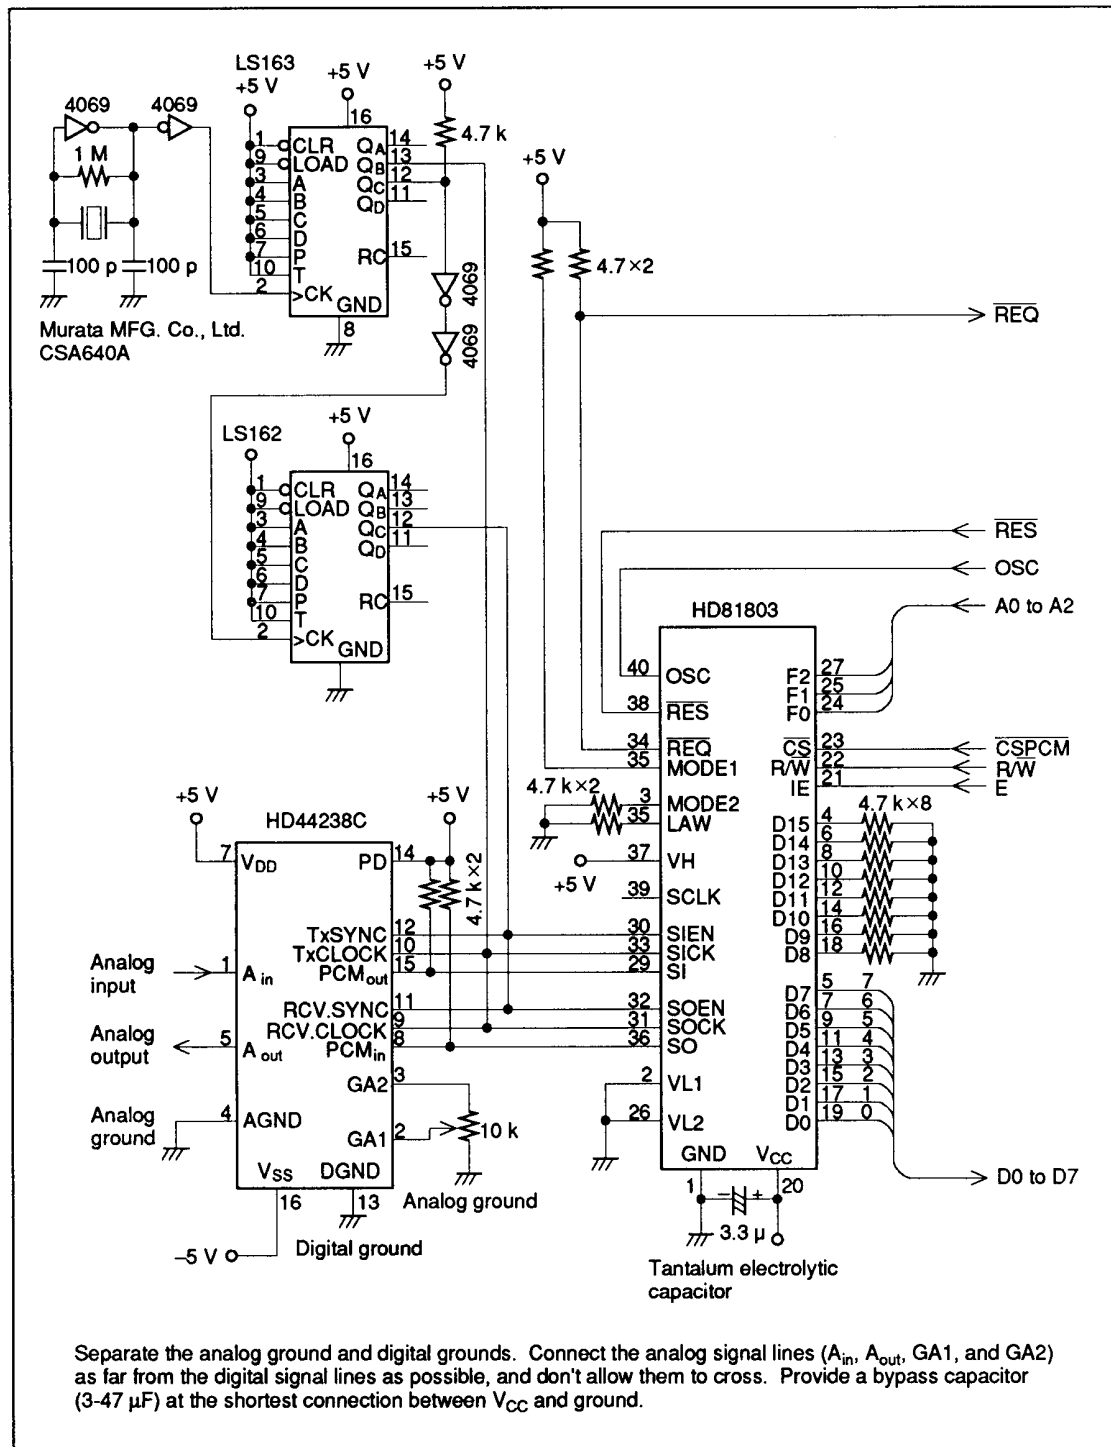 LS163
+5 V
+5 V
+5 V
4069
4069
4.7 k
1 M
100 p
100 p
1
9
3
4
5
6
7
10
2
CLR
LOAD
A
B
C
D
P
T
>CK
16
QA
QB
QC
QD
RC
GND
14
13
12
11
15
8
Murata MFG. Co., Ltd.
CSA640A
4069
4069
+5 V
4.7×2
REQ
LS162
+5 V
1
9
3
4
5
6
7
10
2
CLR
LOAD
A
B
C
D
P
T
>CK
16
QA
QB
QC
QD
RC
GND
14
13
12
11
15
RES
OSC
A0 to A2
HD81803
40
38
34
35
3
35
37
39
30
33
29
32
31
36
2
26
OSC
RES
REQ
MODE1
MODE2
LAW
VH
SCLK
SIEN
SICK
SI
SOEN
SOCK
SO
VL1
VL2
GND
VCC
1
20
F2
F1
F0
CS
R/W
IE
D15
D14
D13
D12
D11
D10
D9
D8
D7
D6
D5
D4
D3
D2
D1
D0
27
25
24
23
22
21
4
6
8
10
12
14
16
18
5
7
9
11
13
15
17
19
7
6
5
4
3
2
1
0
CSPCM
R/W
E
4.7 k×8
4.7 k×2
+5 V
D0 to D7
3.3 µ
Tantalum electrolytic
capacitor
+5 V
+5 V
HD44238C
4.7 k×2
7
1
5
4
VDD
Ain
Aout
AGND
VSS
DGND
16
13
PD
TxSYNC
TxCLOCK
PCMout
RCV.SYNC
RCV.CLOCK
PCMin
GA2
GA1
14
12
10
15
11
9
8
3
2
10 k
Analog
input
Analog
output
Analog
ground
Analog ground
Digital ground
–5 V
Separate the analog ground and digital grounds. Connect the analog signal lines (Ain, Aout, GA1, and GA2)
as far from the digital signal lines as possible, and don't allow them to cross. Provide a bypass capacitor
(3-47 µF) at the shortest connection between VCC and ground.